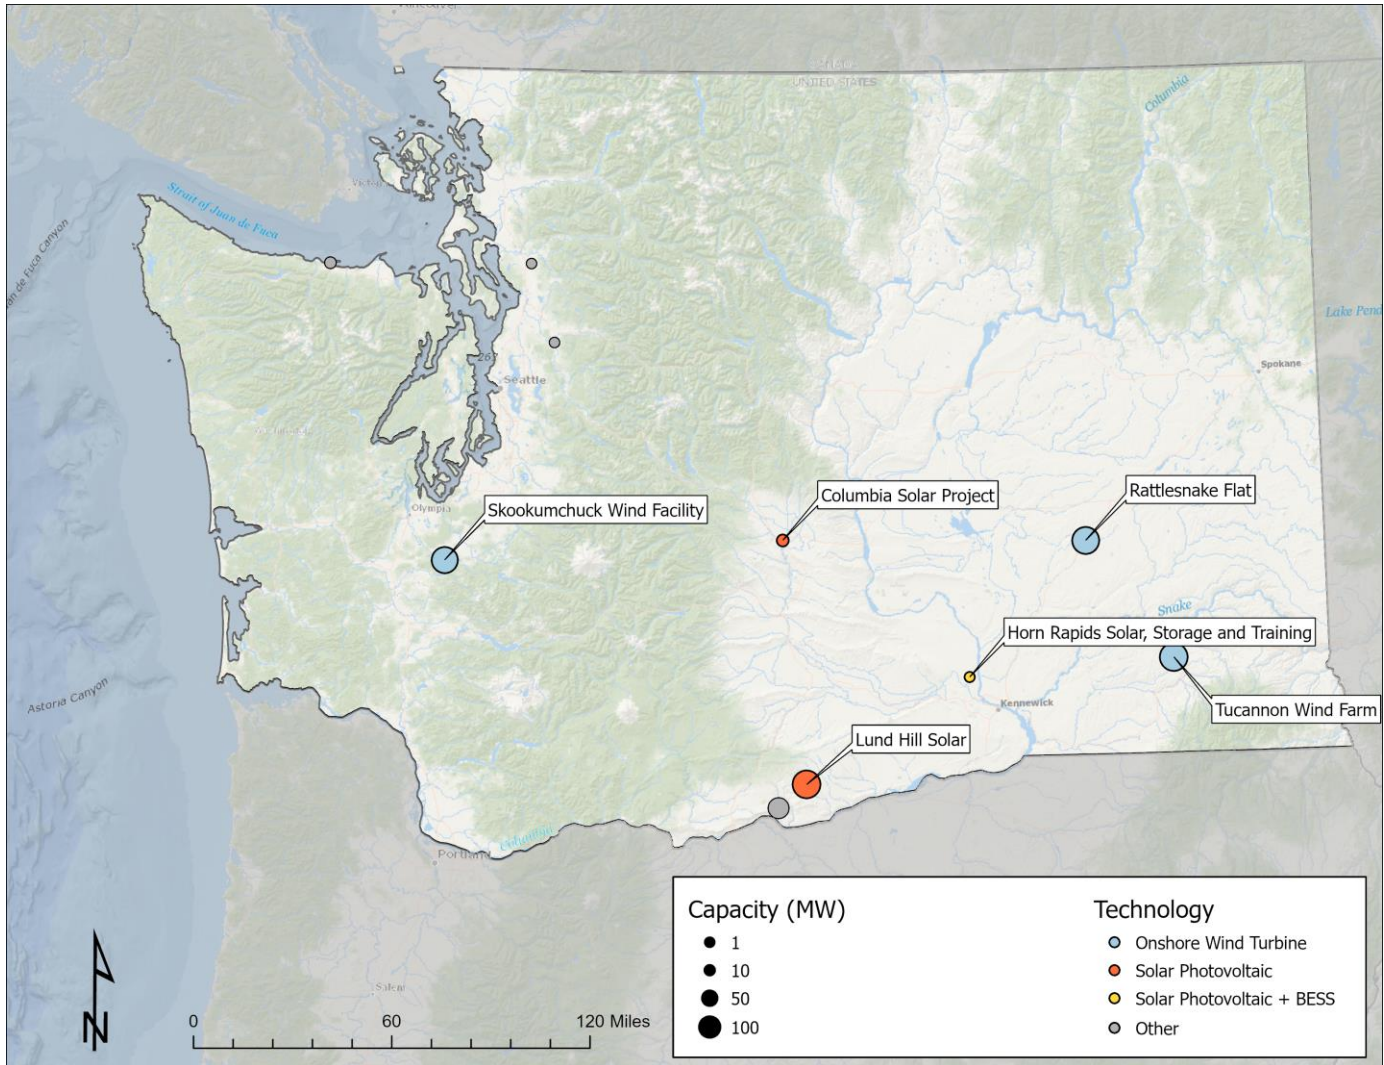 UNITED STATES
Columbia
Strait of Juan de Fuca
an de Fuca Canyon
Lake Pend
Seattle
Spokane
Olympia
Skookumchuck Wind Facility
Columbia Solar Project
Rattlesnake Flat
Snake
Horn Rapids Solar, Storage and Training
Astoria Canyon
Kennewick
Tucannon Wind Farm
Lund Hill Solar
Columbia
Portland
Salem
Capacity (MW)
1
10
50
100
Technology
Onshore Wind Turbine
Solar Photovoltaic
Solar Photovoltaic + BESS
Other
N
0 60 120 Miles